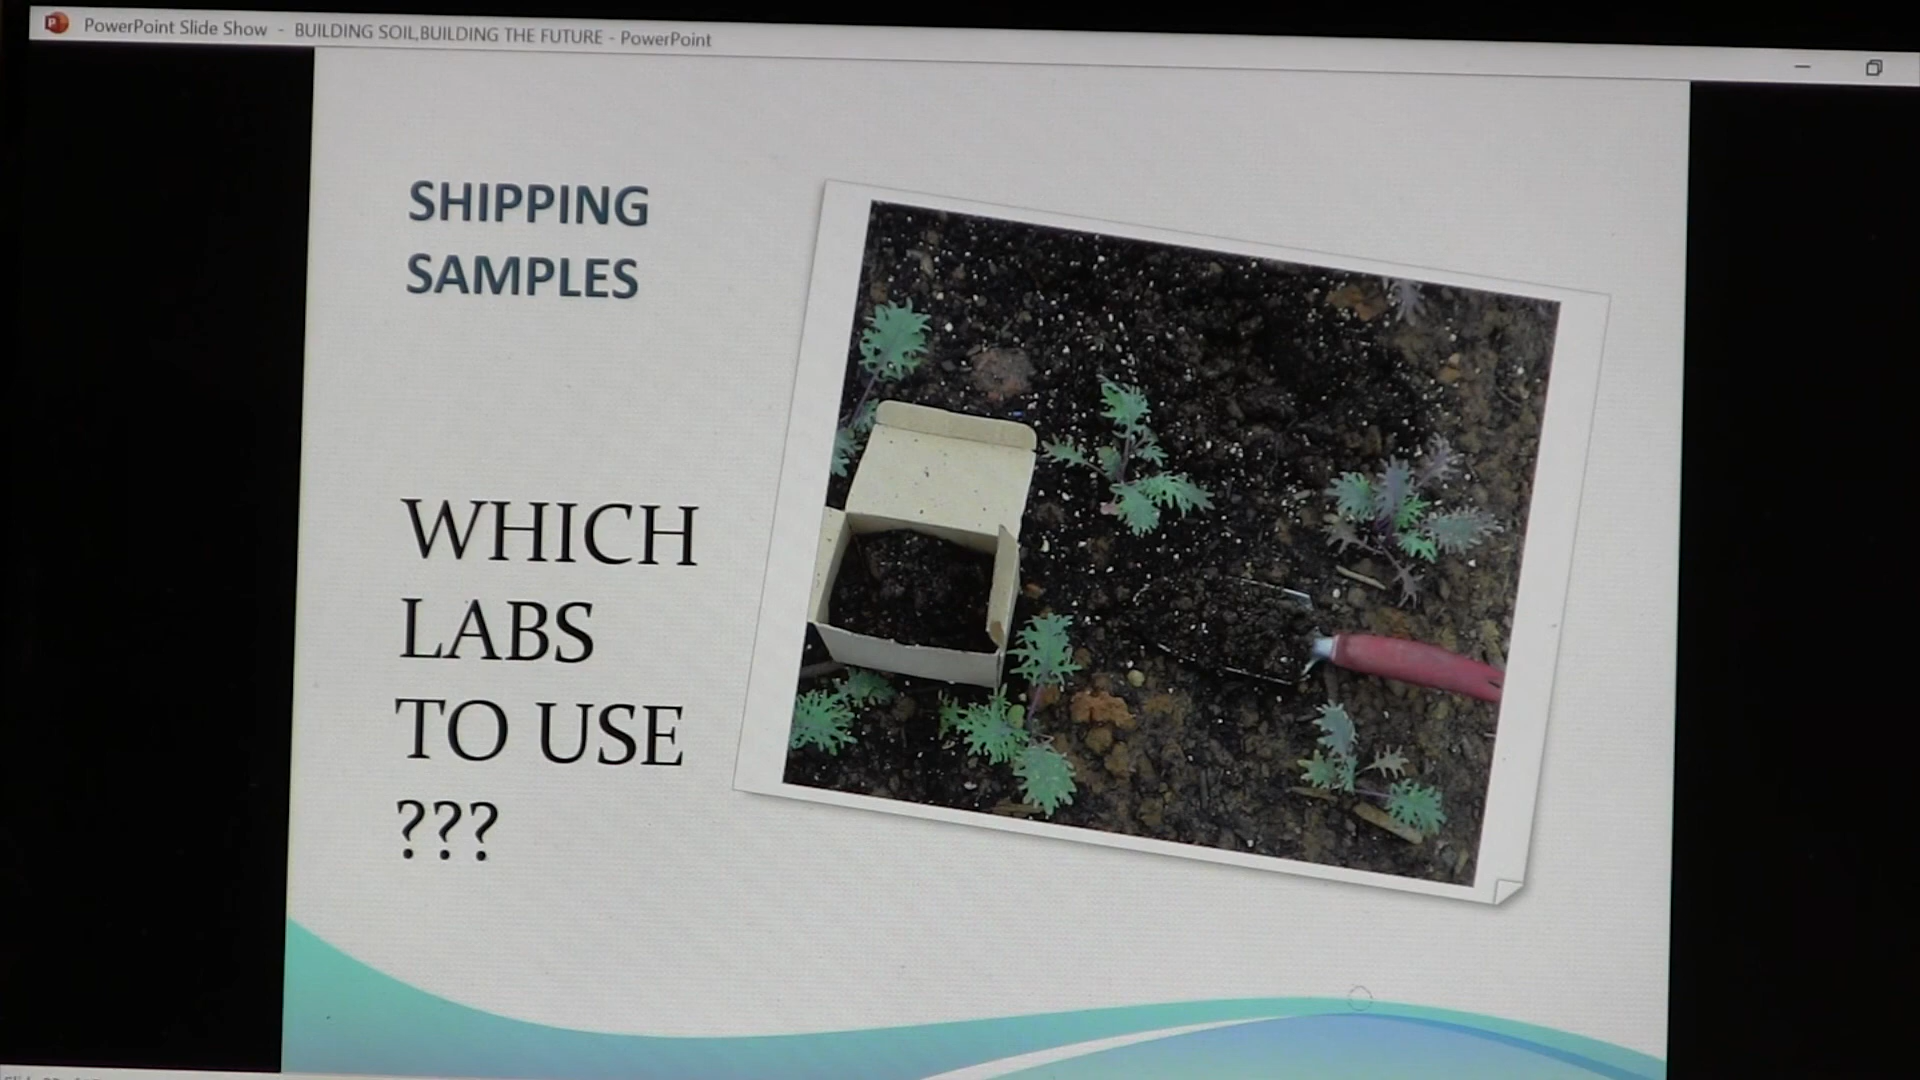 PowerPoint Slide Show - BUILDING SOIL,BUILDING THE FUTURE - PowerPoint
SHIPPING
SAMPLES
WHICH
LABS
TO USE
???